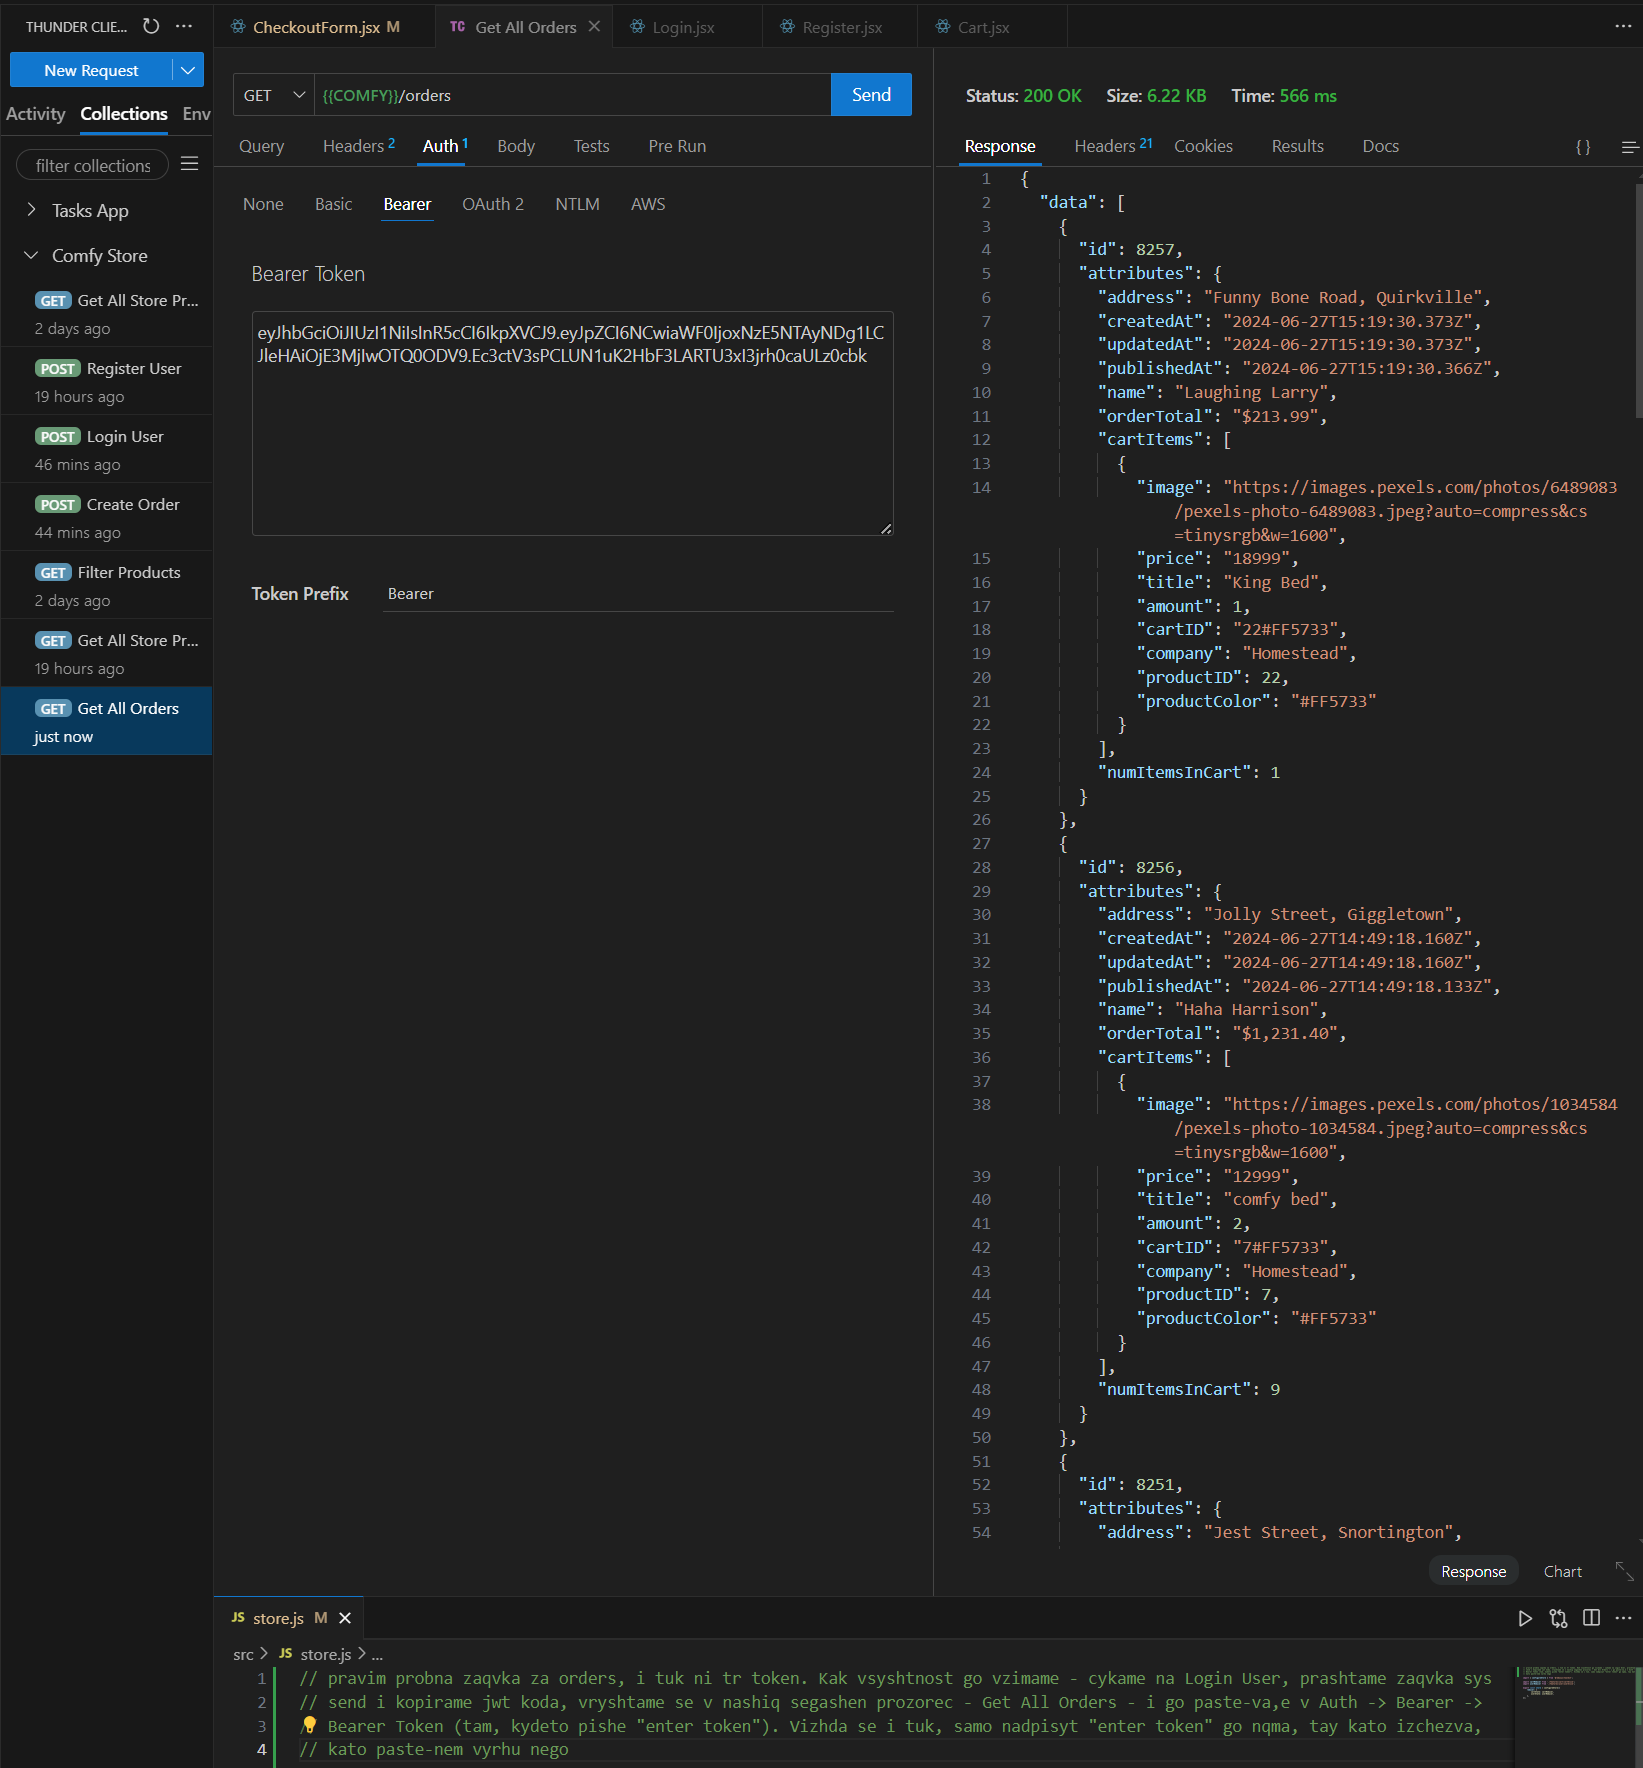 THUNDER CLIE...
CheckoutForm.jsx M
TC Get All Orders
Login.jsx
Register.jsx
Cart.jsx
New Request
Activity Collections Env
filter collections
Tasks App
Comfy Store
GET Get All Store Pr...
2 days ago
POST Register User
19 hours ago
POST Login User
46 mins ago
POST Create Order
44 mins ago
GET Filter Products
2 days ago
GET Get All Store Pr...
19 hours ago
GET Get All Orders
just now
GET {{COMFY}}/orders Send
Query Headers 2 Auth 1 Body Tests Pre Run
None Basic Bearer OAuth 2 NTLM AWS
Bearer Token
Token Prefix Bearer
Status: 200 OK Size: 6.22 KB Time: 566 ms
Response Headers 21 Cookies Results Docs {}
1 {
2 "data": [
3 {
4 "id": 8257,
5 "attributes": {
6 "address": "Funny Bone Road, Quirkville",
7 "createdAt": "2024-06-27T15:19:30.373Z",
8 "updatedAt": "2024-06-27T15:19:30.373Z",
9 "publishedAt": "2024-06-27T15:19:30.366Z",
10 "name": "Laughing Larry",
11 "orderTotal": "$213.99",
12 "cartItems": [
13 {
14 "image": "https://images.pexels.com/photos/6489083
/pexels-photo-6489083.jpeg?auto=compress&cs
=tinysrgb&w=1600",
15 "price": "18999",
16 "title": "King Bed",
17 "amount": 1,
18 "cartID": "22#FF5733",
19 "company": "Homestead",
20 "productID": 22,
21 "productColor": "#FF5733"
22 }
23 ],
24 "numItemsInCart": 1
25 }
26 },
27 {
28 "id": 8256,
29 "attributes": {
30 "address": "Jolly Street, Giggletown",
31 "createdAt": "2024-06-27T14:49:18.160Z",
32 "updatedAt": "2024-06-27T14:49:18.160Z",
33 "publishedAt": "2024-06-27T14:49:18.133Z",
34 "name": "Haha Harrison",
35 "orderTotal": "$1,231.40",
36 "cartItems": [
37 {
38 "image": "https://images.pexels.com/photos/1034584
/pexels-photo-1034584.jpeg?auto=compress&cs
=tinysrgb&w=1600",
39 "price": "12999",
40 "title": "comfy bed",
41 "amount": 2,
42 "cartID": "7#FF5733",
43 "company": "Homestead",
44 "productID": 7,
45 "productColor": "#FF5733"
46 }
47 ],
48 "numItemsInCart": 9
49 }
50 },
51 {
52 "id": 8251,
53 "attributes": {
54 "address": "Jest Street, Snortington",
Response Chart
JS store.js M
src > JS store.js > ...
1 // pravim probna zaqvka za orders, i tuk ni tr token. Kak vsyshtnost go vzimame - cykame na Login User, prashtame zaqvka sys
2 // send i kopirame jwt koda, vryshtame se v nashiq segashen prozorec - Get All Orders - i go paste-va,e v Auth -> Bearer ->
3 // Bearer Token (tam, kydeto pishe "enter token"). Vizhda se i tuk, samo nadpisyt "enter token" go nqma, tay kato izchezva,
4 // kato paste-nem vyrhu nego